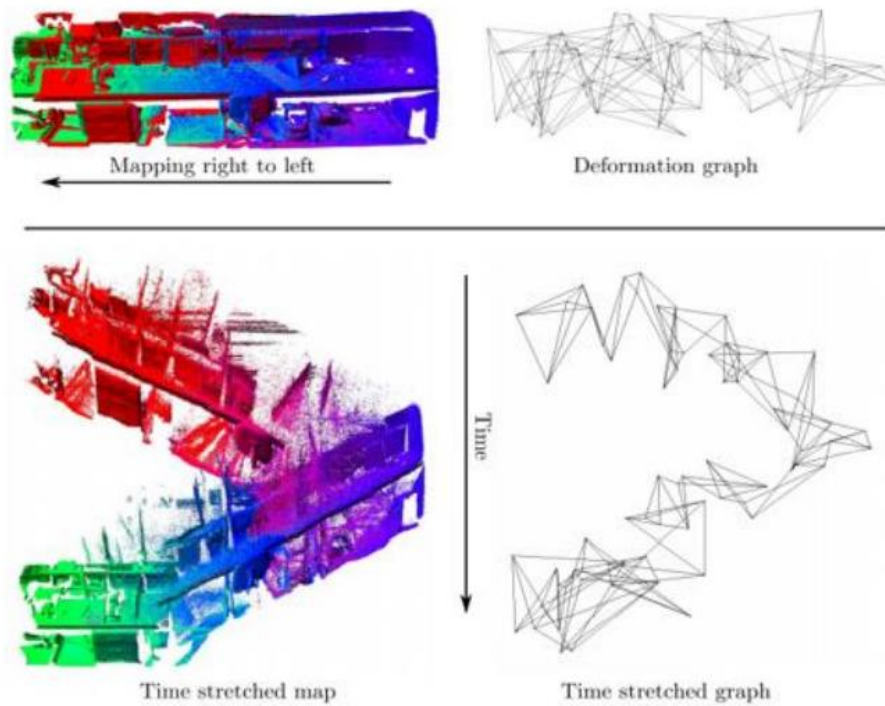 Mapping right to left
Deformation graph
Time
Time stretched map
Time stretched graph